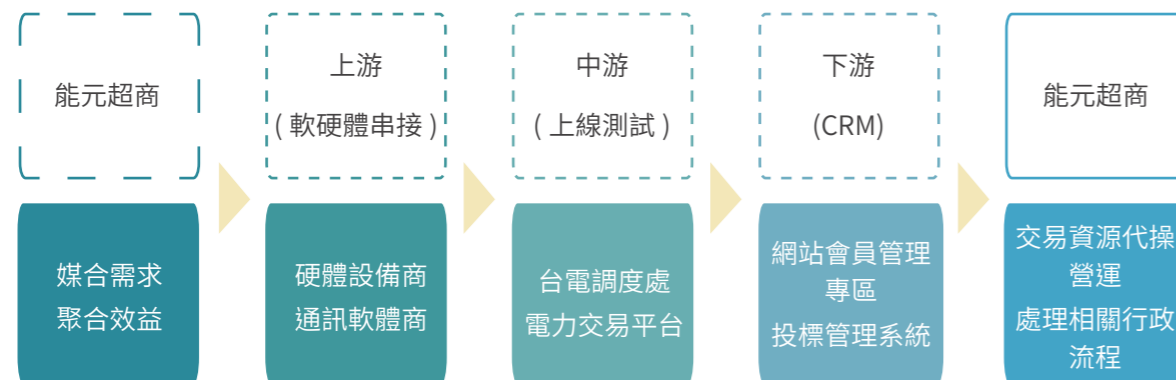 能元超商
上游
( 軟硬體串接 )
中游
( 上線測試 )
下游
(CRM)
能元超商
媒合需求
聚合效益
硬體設備商
通訊軟體商
台電調度處
電力交易平台
網站會員管理
專區
投標管理系統
交易資源代操
營運
處理相關行政
流程